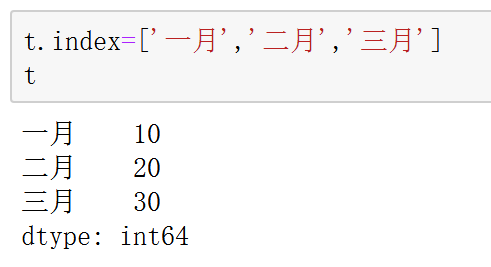 t.index=['一月','二月','三月']
t
一月    10
二月    20
三月    30
dtype: int64